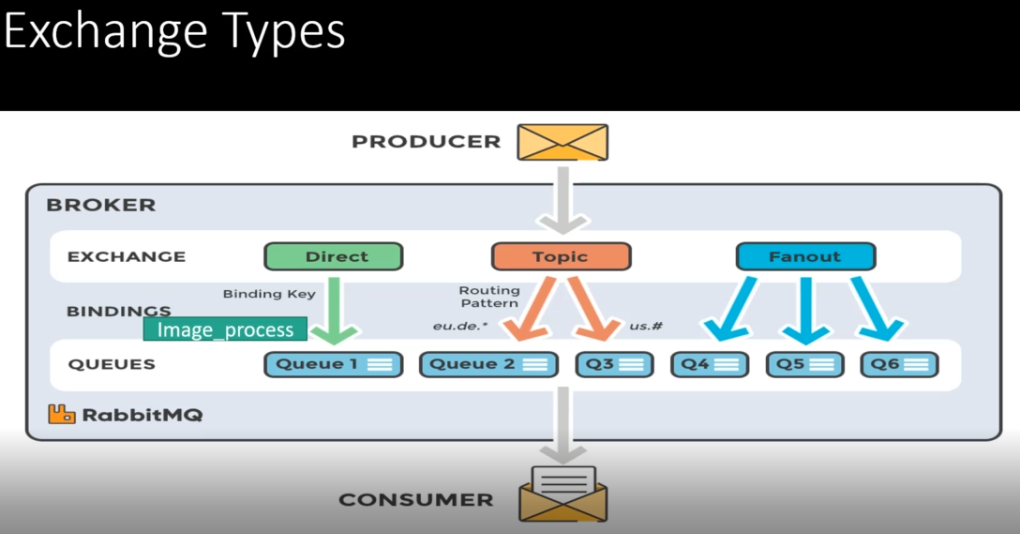 Exchange Types
PRODUCER
BROKER
EXCHANGE
Direct
Topic
Fanout
Binding Key
Routing
Pattern
BINDINGS
Image_process
eu.de.*
us.#
QUEUES
Queue 1
Queue 2
Q3
Q4
Q5
Q6
RabbitMQ
CONSUMER